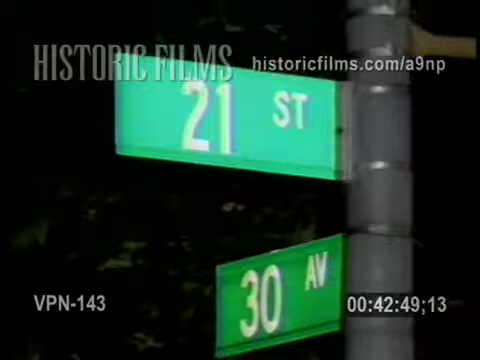 HISTORIC FILMS
historicfilms.com/a9np
21 ST
30 AV
VPN-143
00:42:49;13